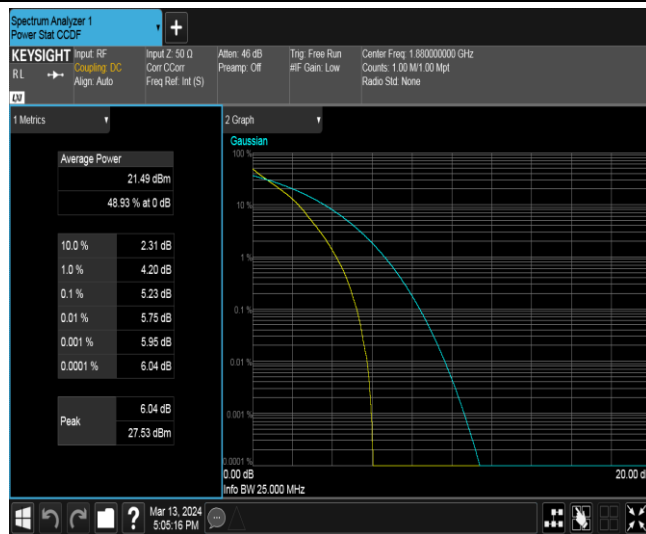 Spectrum Analyzer 1
Power Stat CCDF
+
KEYSIGHT
RL
LXI
Input: RF
Coupling: DC
Align: Auto
Input Z: 50 Ω
Corr CCorr
Freq Ref: Int (S)
Atten: 46 dB
Preamp: Off
Trig: Free Run
#IF Gain: Low
Center Freq: 1.880000000 GHz
Counts: 1.00 M/1.00 Mpt
Radio Std: None
1 Metrics
Average Power
21.49 dBm
48.93 % at 0 dB
10.0 % 2.31 dB
1.0 % 4.20 dB
0.1 % 5.23 dB
0.01 % 5.75 dB
0.001 % 5.95 dB
0.0001 % 6.04 dB
Peak
6.04 dB
27.53 dBm
2 Graph
Gaussian
100 %
10 %
1 %
0.1 %
0.01 %
0.001 %
0.0001 %
0.00 dB
20.00 d
Info BW 25.000 MHz
?
Mar 13, 2024
5:05:16 PM